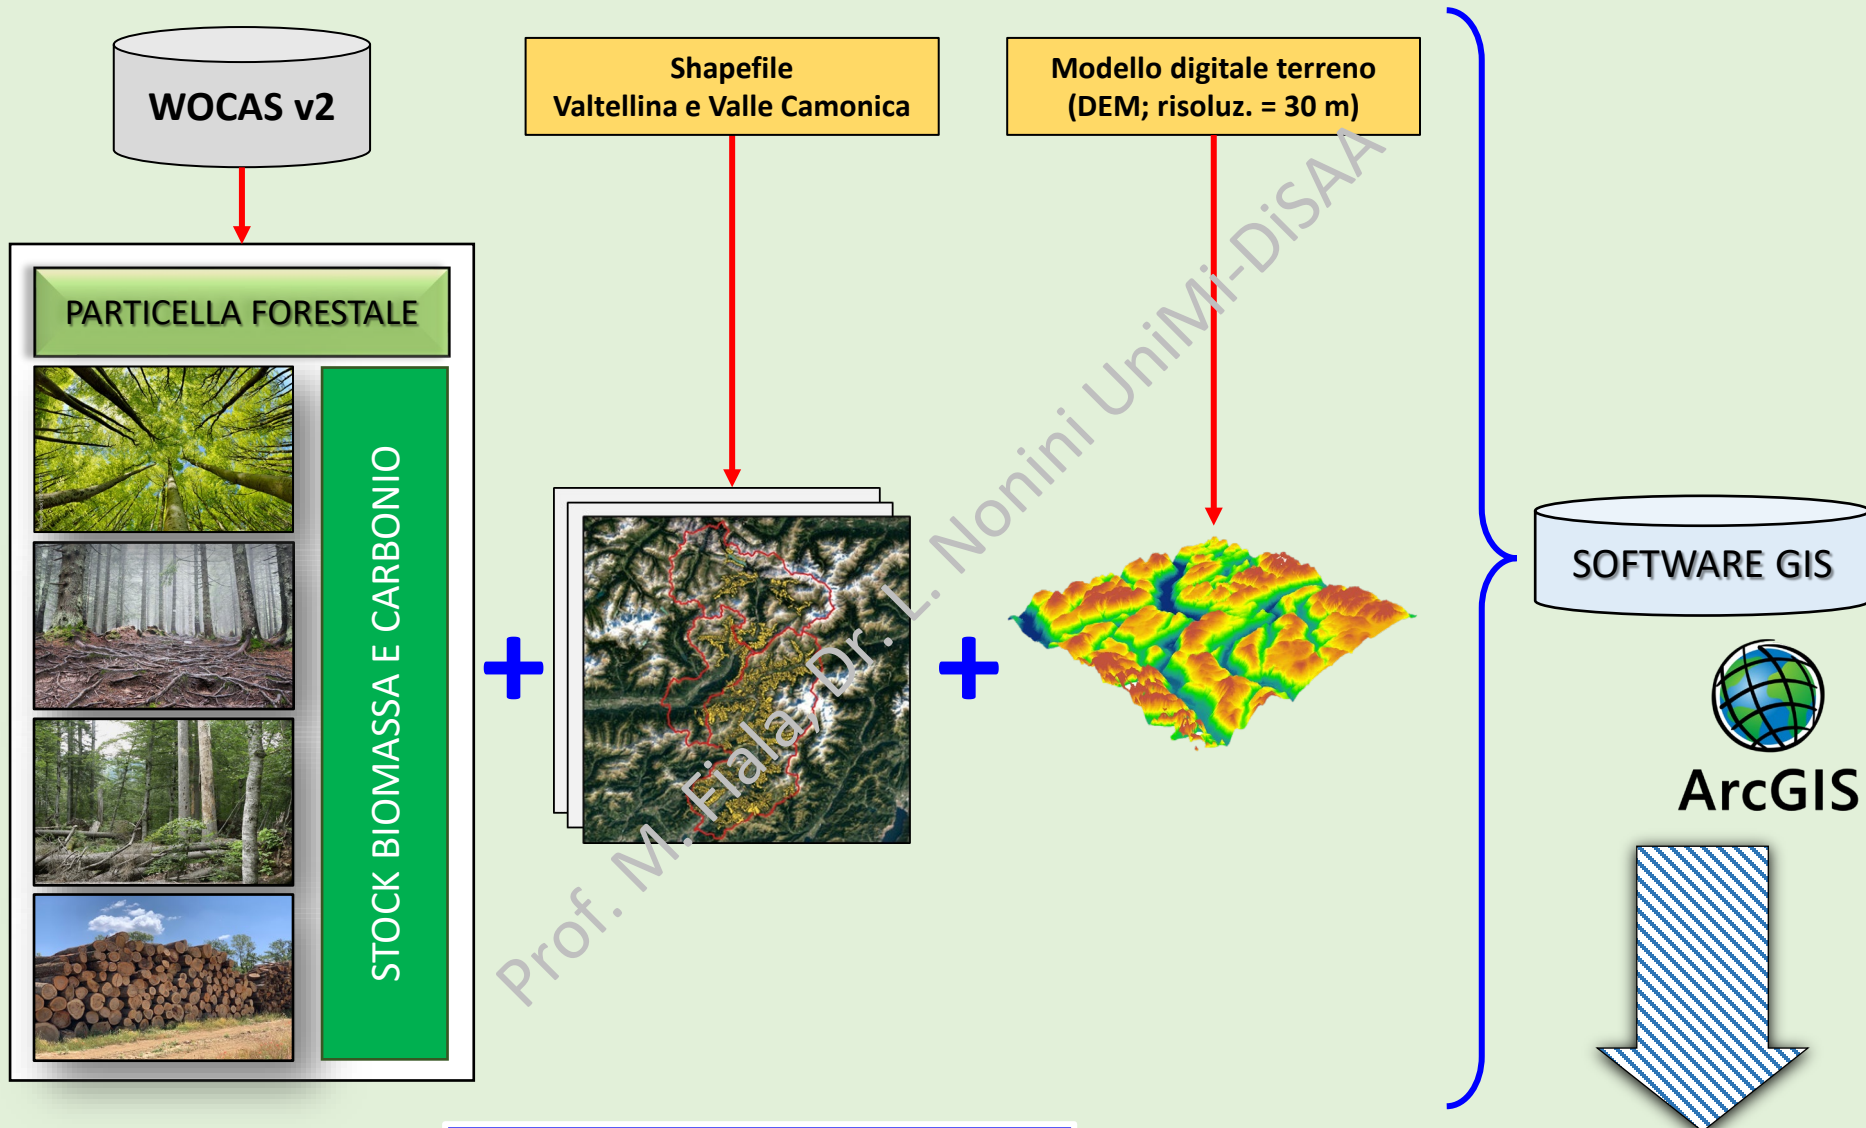 WOCAS v2
Shapefile
Valtellina e Valle Camonica
Modello digitale terreno
(DEM; risoluz. = 30 m)
PARTICELLA FORESTALE
STOCK BIOMASSA E CARBONIO
+
+
SOFTWARE GIS
ArcGIS
Prof. M. Fiala, Dr. L. Nonini UniMi-DiSAA